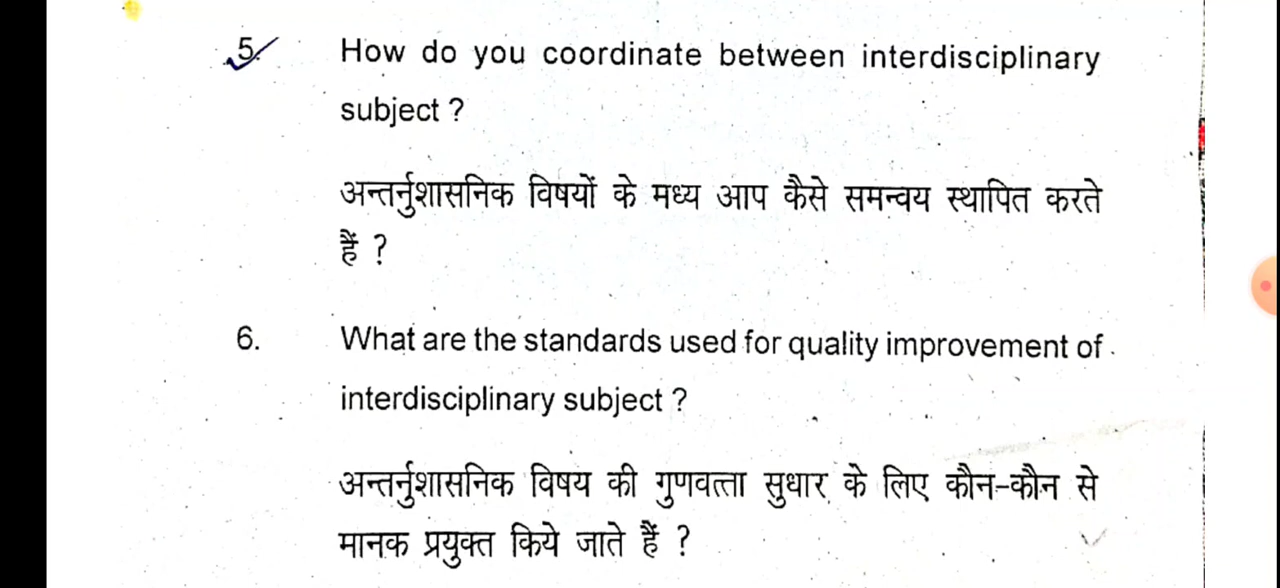 5. How do you coordinate between interdisciplinary
subject ?
अन्तर्नुशासनिक विषयों के मध्य आप कैसे समन्वय स्थापित करते
हैं ?
6. What are the standards used for quality improvement of
interdisciplinary subject ?
अन्तर्नुशासनिक विषय की गुणवत्ता सुधार के लिए कौन-कौन से
मानक प्रयुक्त किये जाते हैं ?